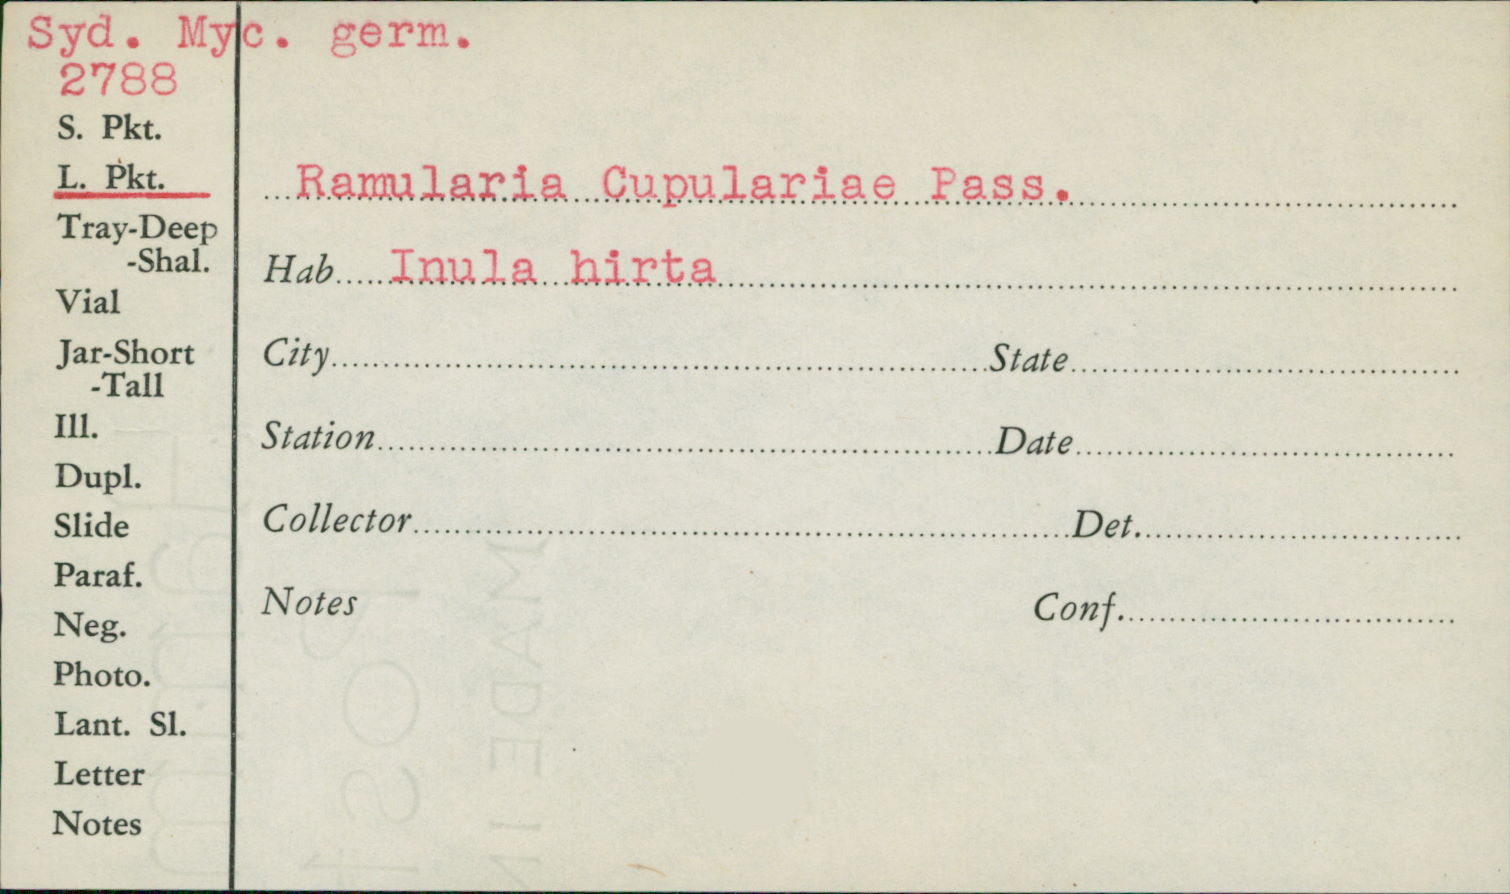 Syd. Myc. germ.
2788
S. Pkt.
L. Pkt.
Tray-Deep
-Shal.
Vial
Jar-Short
-Tall
Ill.
Dupl.
Slide
Paraf.
Neg.
Photo.
Lant. Sl.
Letter
Notes
Ramularia Cupulariae Pass.
Hab Inula hirta
City State
Station Date
Collector Det.
Notes Conf.